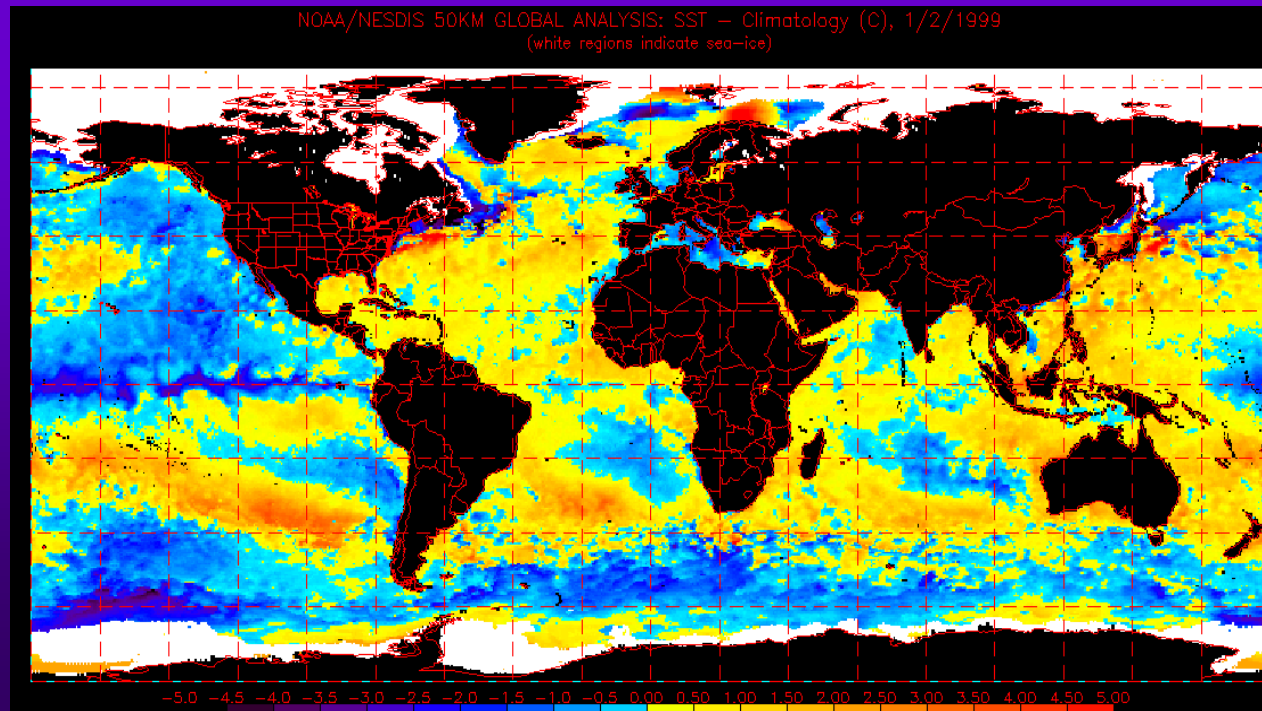 NOAA/NESDIS 50KM GLOBAL ANALYSIS: SST – Climatology (C), 1/2/1999
(white regions indicate sea-ice)
-5.0 -4.5 -4.0 -3.5 -3.0 -2.5 -1.5 -1.0 -0.5 0.00 0.50 1.00 1.50 2.00 2.50 3.00 3.50 4.00 4.50 5.00